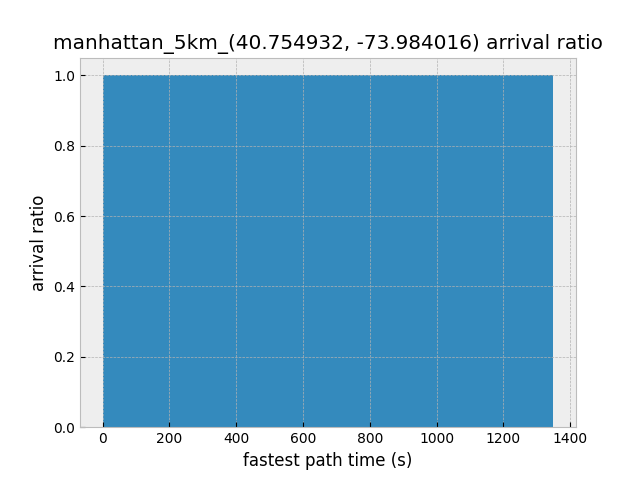 manhattan_5km_(40.754932, -73.984016) arrival ratio
1.0
0.8
0.6
0.4
0.2
0.0
arrival ratio
0 200 400 600 800 1000 1200 1400
fastest path time (s)